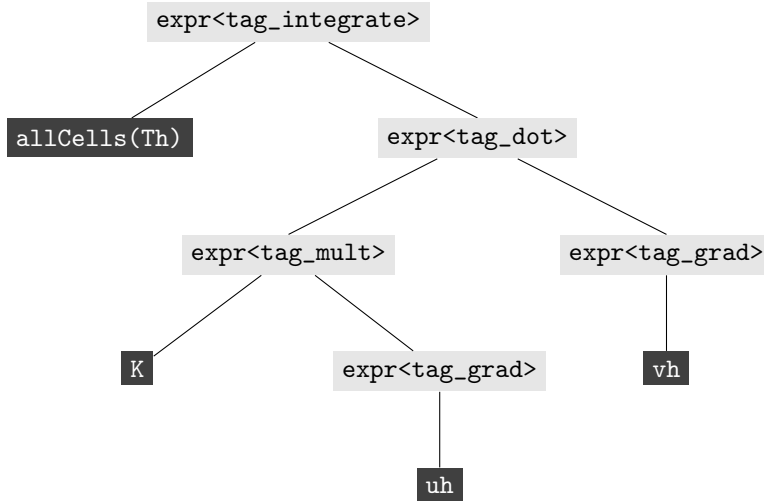 expr<tag_integrate>
allCells(Th)
expr<tag_dot>
expr<tag_mult>
expr<tag_grad>
K
expr<tag_grad>
vh
uh